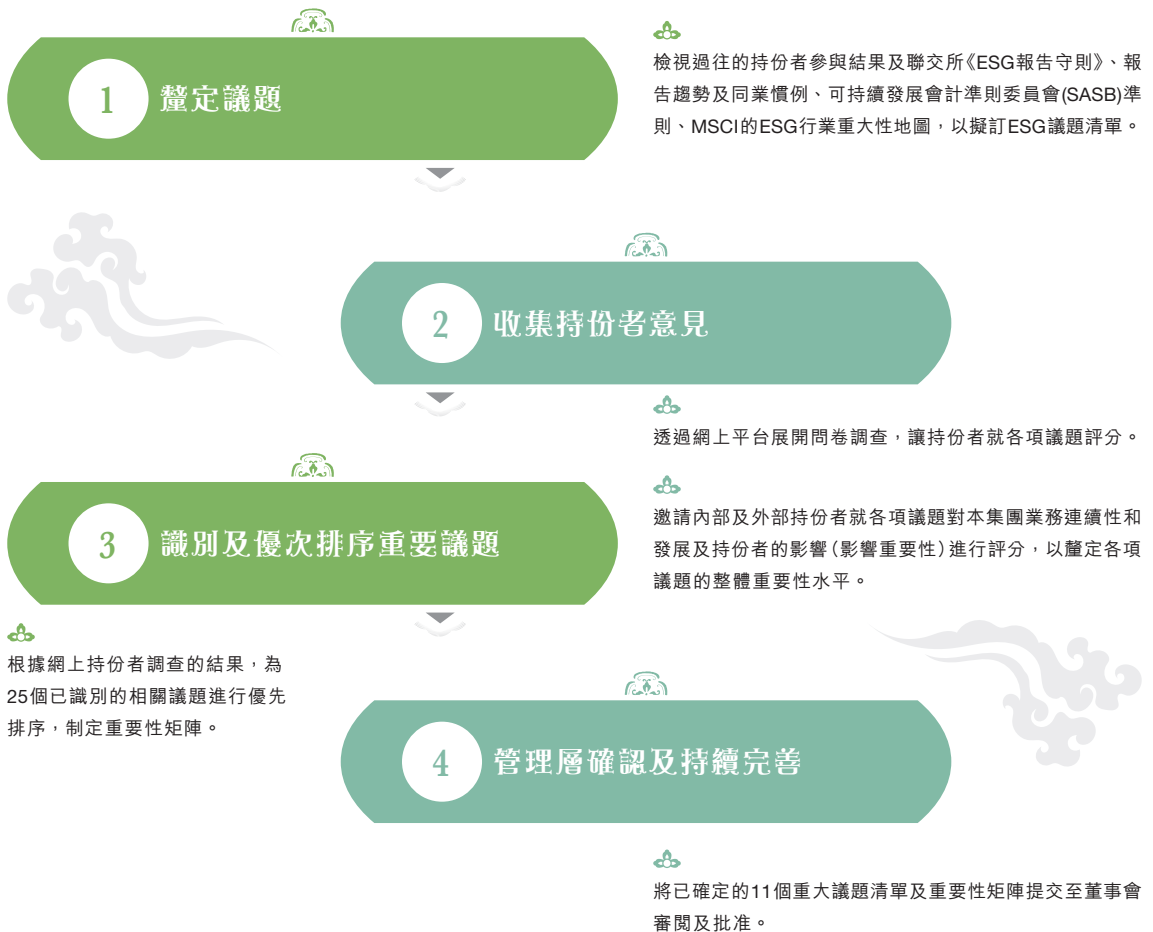 1 釐定議題
檢視過往的持份者參與結果及聯交所《ESG報告守則》、報
告趨勢及同業慣例、可持續發展會計準則委員會(SASB)準
則、MSCI的ESG行業重大性地圖,以擬訂ESG議題清單。
2 收集持份者意見
透過網上平台展開問卷調查,讓持份者就各項議題評分。
邀請內部及外部持份者就各項議題對本集團業務連續性和
發展及持份者的影響(影響重要性)進行評分,以釐定各項
議題的整體重要性水平。
3 識別及優次排序重要議題
根據網上持份者調查的結果,為
25個已識別的相關議題進行優先
排序,制定重要性矩陣。
4 管理層確認及持續完善
將已確定的11個重大議題清單及重要性矩陣提交至董事會
審閱及批准。